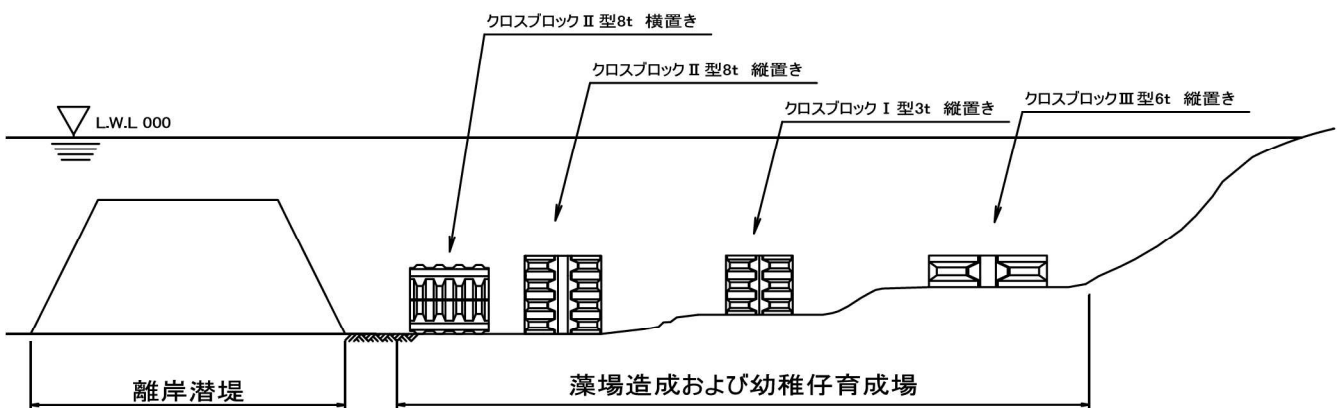 クロスブロックⅡ型8t 横置き
クロスブロックⅡ型8t 縦置き
クロスブロックⅠ型3t 縦置き
クロスブロックⅢ型6t 縦置き
L.W.L 000
離岸潜堤
藻場造成および幼稚仔育成場